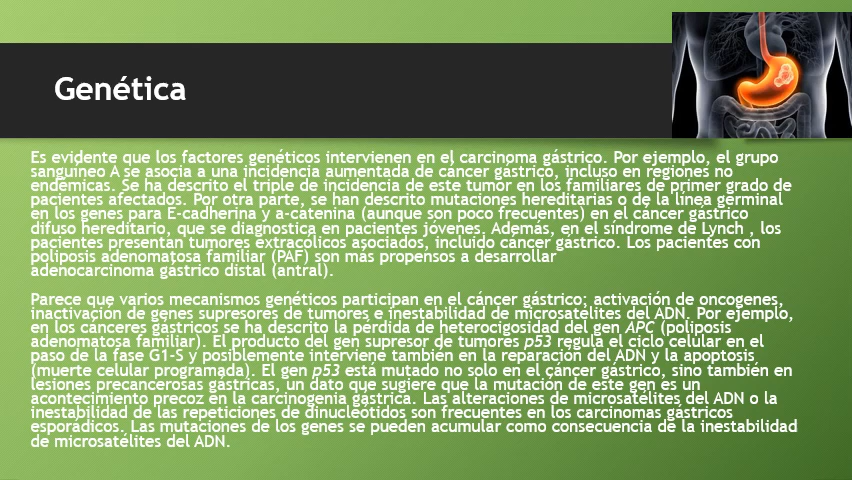 Genética
Es evidente que los factores genéticos intervienen en el carcinoma gástrico. Por ejemplo, el grupo
sanguíneo A se asocia a una incidencia aumentada de cáncer gástrico, incluso en regiones no
endémicas. Se ha descrito el triple de incidencia de este tumor en los familiares de primer grado de
pacientes afectados. Por otra parte, se han descrito mutaciones hereditarias o de la línea germinal
en los genes para E-cadherina y a-catenina (aunque son poco frecuentes) en el cáncer gástrico
difuso hereditario, que se diagnostica en pacientes jóvenes. Además, en el síndrome de Lynch , los
pacientes presentan tumores extracólicos asociados, incluido cáncer gástrico. Los pacientes con
poliposis adenomatosa familiar (PAF) son más propensos a desarrollar
adenocarcinoma gástrico distal (antral).
Parece que varios mecanismos genéticos participan en el cáncer gástrico; activación de oncogenes,
inactivación de genes supresores de tumores e inestabilidad de microsatélites del ADN. Por ejemplo,
en los cánceres gástricos se ha descrito la pérdida de heterocigosidad del gen APC (poliposis
adenomatosa familiar). El producto del gen supresor de tumores p53 regula el ciclo celular en el
paso de la fase G1-S y posiblemente interviene también en la reparación del ADN y la apoptosis
(muerte celular programada). El gen p53 está mutado no solo en el cáncer gástrico, sino también en
lesiones precancerosas gástricas, un dato que sugiere que la mutación de este gen es un
acontecimiento precoz en la carcinogenia gástrica. Las alteraciones de microsatélites del ADN o la
inestabilidad de las repeticiones de dinucleótidos son frecuentes en los carcinomas gástricos
esporádicos. Las mutaciones de los genes se pueden acumular como consecuencia de la inestabilidad
de microsatélites del ADN.